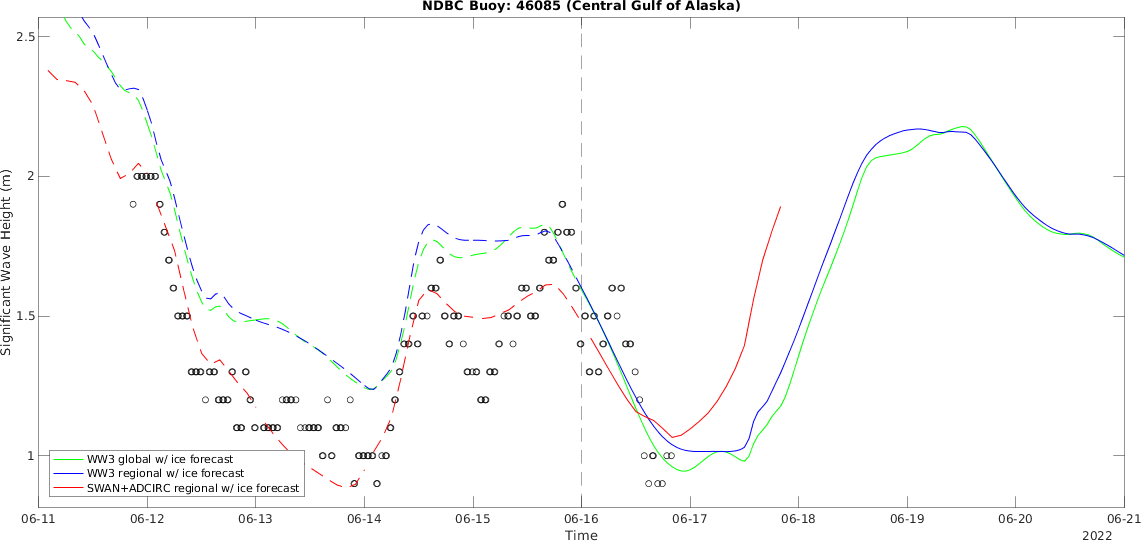 NDBC Buoy: 46085 (Central Gulf of Alaska)
2.5
2
1.5
1
Significant Wave Height (m)
WW3 global w/ ice forecast
WW3 regional w/ ice forecast
SWAN+ADCIRC regional w/ ice forecast
06-11
06-12
06-13
06-14
06-15
06-16
06-17
06-18
06-19
06-20
06-21
Time
2022